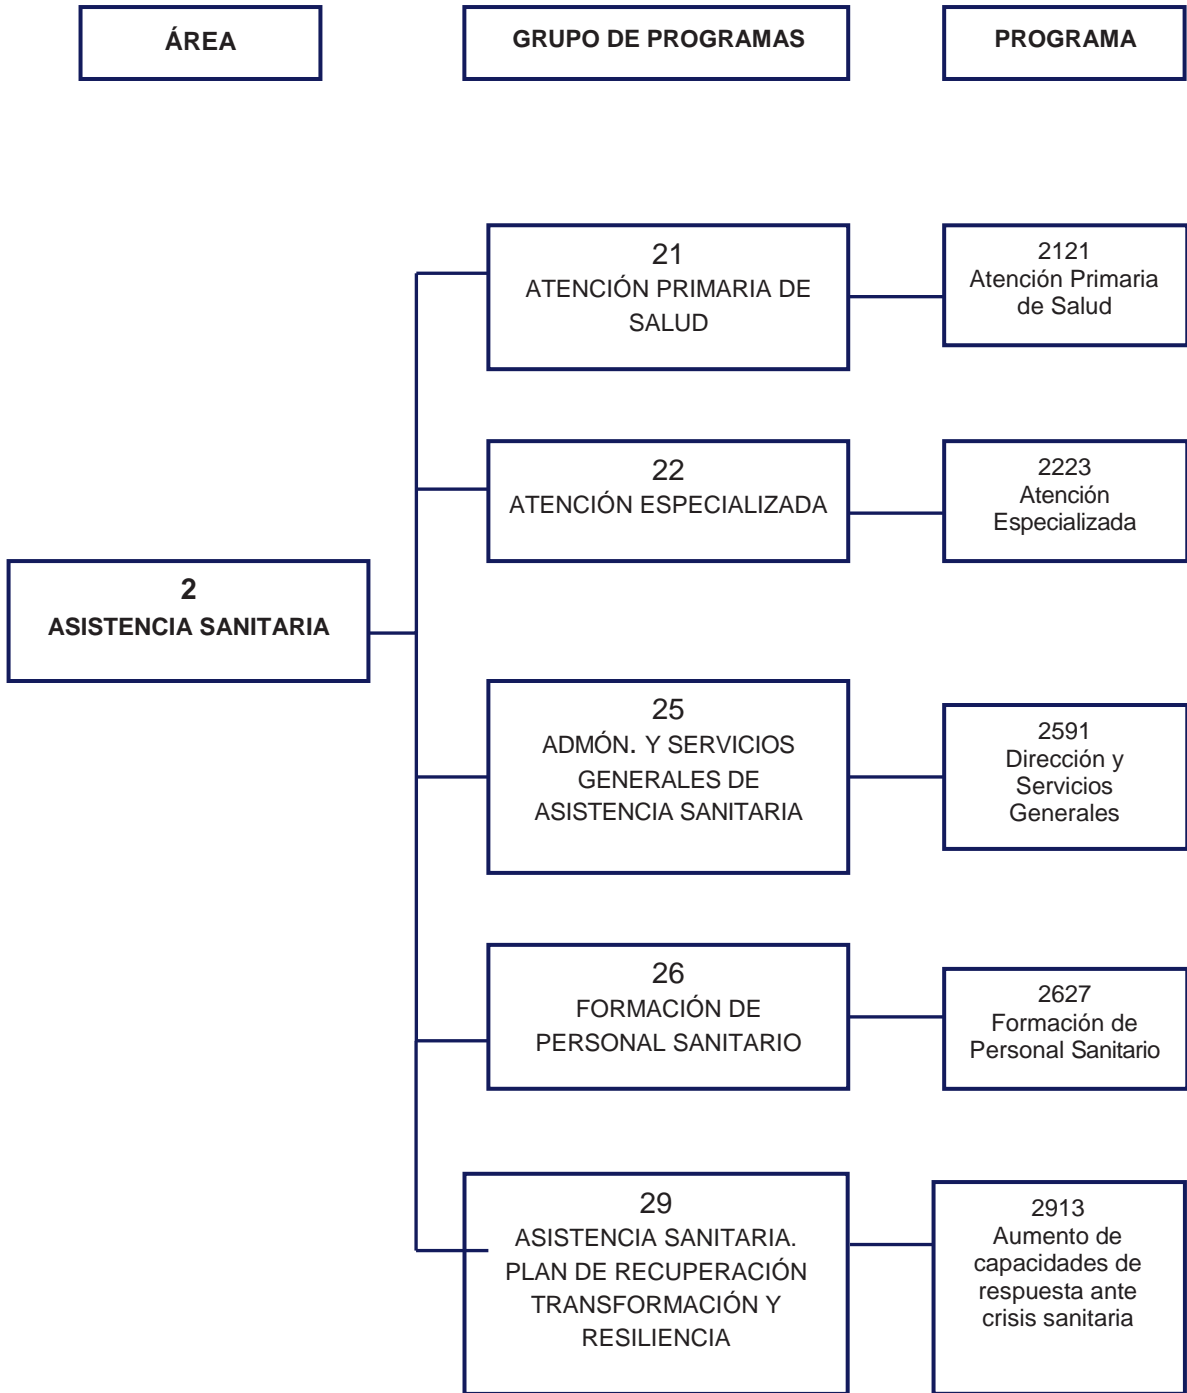 ÁREA
GRUPO DE PROGRAMAS
PROGRAMA
2
ASISTENCIA SANITARIA
21
ATENCIÓN PRIMARIA DE
SALUD
2121
Atención Primaria
de Salud
22
ATENCIÓN ESPECIALIZADA
2223
Atención
Especializada
25
ADMÓN. Y SERVICIOS
GENERALES DE
ASISTENCIA SANITARIA
2591
Dirección y
Servicios
Generales
26
FORMACIÓN DE
PERSONAL SANITARIO
2627
Formación de
Personal Sanitario
29
ASISTENCIA SANITARIA.
PLAN DE RECUPERACIÓN
TRANSFORMACIÓN Y
RESILIENCIA
2913
Aumento de
capacidades de
respuesta ante
crisis sanitaria